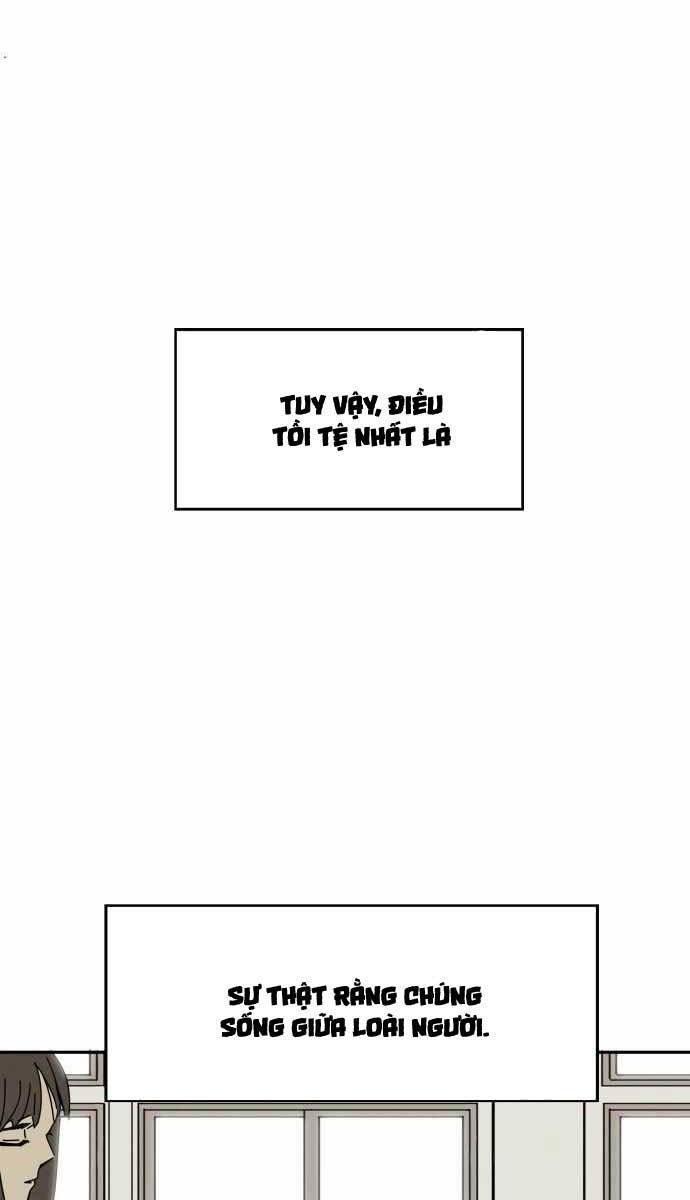 TUY VẬY, ĐIỀU
TỒI TỆ NHẤT LÀ
SỰ THẬT RẰNG CHÚNG
SỐNG GIỮA LOÀI NGƯỜI.